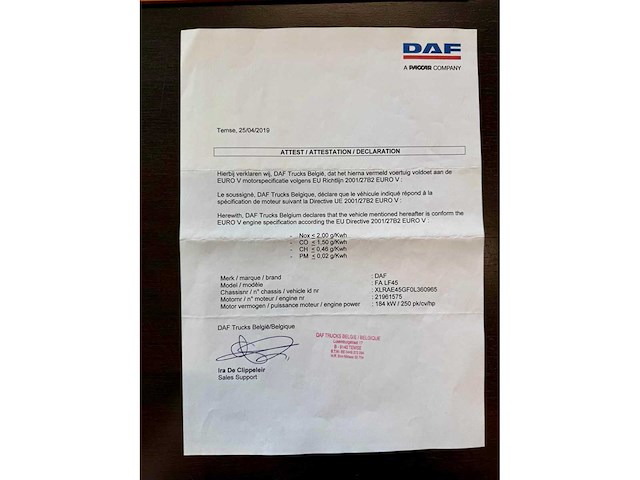 DAF
A PACCAR COMPANY
Temse, 25/04/2019
ATTEST / ATTESTATION / DECLARATION
Hierbij verklaren wij, DAF Trucks België, dat het hierna vermeld voertuig voldoet aan de
EURO V motorspecificatie volgens EU Richtlijn 2001/27B2 EURO V :
Le soussigné, DAF Trucks Belgique, déclare que le véhicule indiqué répond à la
spécification de moteur suivant la Directive UE 2001/27B2 EURO V :
Herewith, DAF Trucks Belgium declares that the vehicle mentioned hereafter is conform the
EURO V engine specification according the EU Directive 2001/27B2 EURO V :
- Nox < 2,00 g/Kwh
- CO ≤ 1,50 g/Kwh
- CH ≤ 0,46 g/Kwh
- PM ≤ 0,02 g/Kwh
Merk / marque / brand : DAF
Model / modèle : FA LF45
Chassisnr / n° chassis / vehicle id nr : XLRAE45GF0L360965
Motornr / n° moteur / engine nr : 21961575
Motor vermogen / puissance moteur / engine power : 184 kW / 250 pk/cv/hp
DAF Trucks België/Belgique
DAF TRUCKS BELGIE / BELGIQUE
B - 9140 TEMSE
Ira De Clippeleir
Sales Support